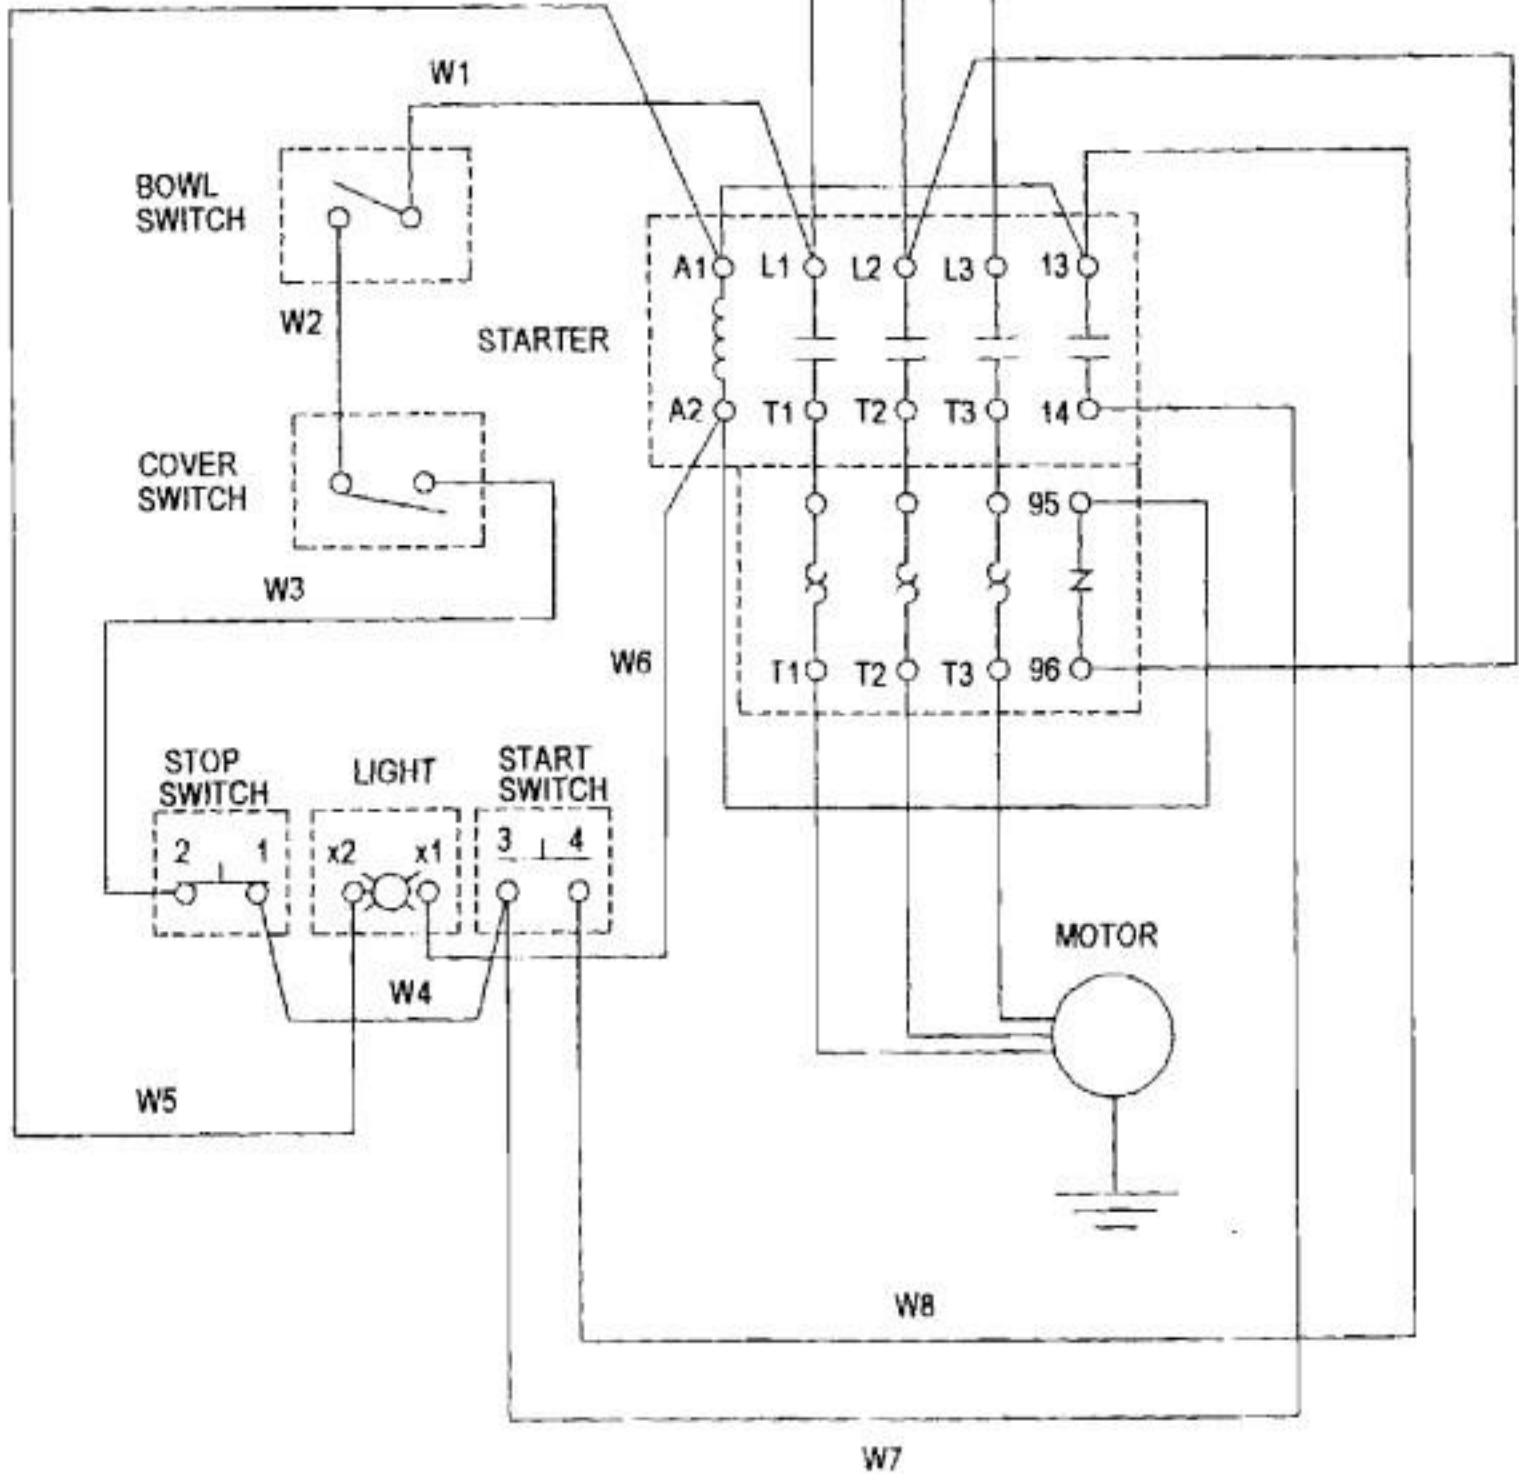 W1
BOWL
SWITCH
W2
STARTER
A1 L1 L2 L3 13
A2 T1 T2 T3 14
COVER
SWITCH
W3
95
W6
T1 T2 T3 96
STOP
SWITCH
LIGHT
START
SWITCH
2 1
x2 x1
3 4
W4
MOTOR
W5
W8
W7